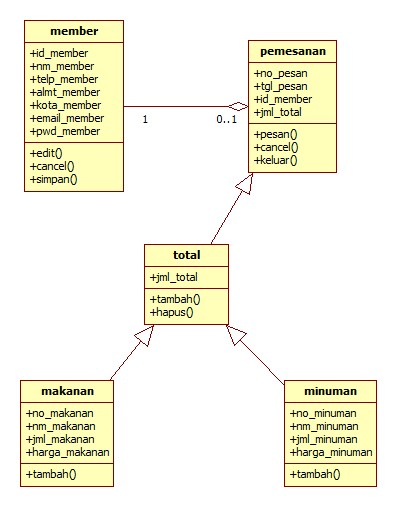 member
+id_member
+nm_member
+telp_member
+almt_member
+kota_member
+email_member
+pwd_member
+edit()
+cancel()
+simpan()
pemesanan
+no_pesan
+tgl_pesan
+id_member
+jml_total
+pesan()
+cancel()
+keluar()
1
0..1
total
+jml_total
+tambah()
+hapus()
makanan
+no_makanan
+nm_makanan
+jml_makanan
+harga_makanan
+tambah()
minuman
+no_minuman
+nm_minuman
+jml_minuman
+harga_minuman
+tambah()